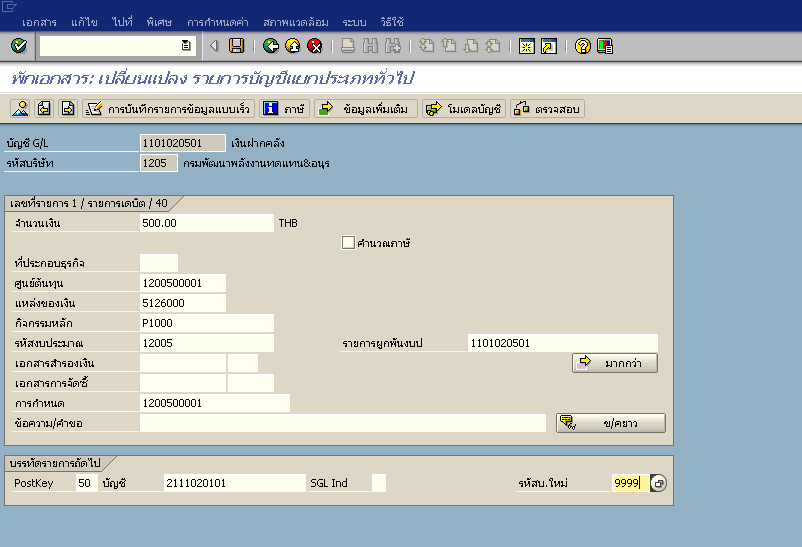 เอกสาร แก้ไข ไปที่ พิเศษ การกำหนดค่า สภาพแวดล้อม ระบบ วิธีใช้
พักเอกสาร: เปลี่ยนแปลง รายการบัญชีแยกประเภททั่วไป
การบันทึกรายการข้อมูลแบบเร็ว ภาษี ข้อมูลเพิ่มเติม โมเดลบัญชี ตรวจสอบ
บัญชี G/L 1101020501 เงินฝากคลัง
รหัสบริษัท 1205 กรมพัฒนาพลังงานทดแทน&อนุร
เลขที่รายการ 1 / รายการเดบิต / 40
จำนวนเงิน 500.00 THB
คำนวณภาษี
ที่ประกอบธุรกิจ
ศูนย์ต้นทุน 1200500001
แหล่งของเงิน 5126000
กิจกรรมหลัก P1000
รหัสงบประมาณ 12005 รายการผูกพันงบป 1101020501
เอกสารสำรองเงิน มากกว่า
เอกสารการจัดซื้
การกำหนด 1200500001
ข้อความ/คำขอ ข/คยาว
บรรทัดรายการถัดไป
PostKey 50 บัญชี 2111020101 SGL Ind รหัสบ.ใหม่ 9999